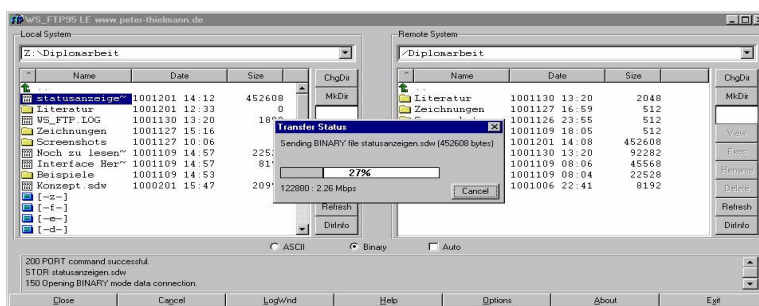 WS_FTP95 LE www.peter-thielmann.de
Local System
Remote System
Z:\Diplomarbeit
/Diplomarbeit
^ Name Date Size
ChgDir
^ Name Date Size
ChgDir
..
..
statusanzeige~ 1001201 14:12 452608
MkDir
Literatur 1001130 13:20 2048
MkDir
Literatur 1001201 12:33 0
Zeichnungen 1001127 16:59 512
WS_FTP.LOG 1001130 13:20
1001126 23:55 512
Zeichnungen 1001127 15:16
1001109 18:05 512
View
Screenshots 1001127 10:06
1001201 14:08 452608
Noch zu lesen~ 1001109 14:57
1001130 13:20 92282
Exec
Interface Her~ 1001109 14:57
1001109 08:06 45568
Rename
Beispiele 1001109 14:53
1001109 08:04 22528
Konzept.sdw 1000201 15:47
1001006 22:41 8192
Delete
[-z-]
[-f-]
Refresh
Refresh
[-e-]
[-d-]
DirInfo
DirInfo
Transfer Status
Sending BINARY file statusanzeigen.sdw (452608 bytes)
27%
122880 : 2.26 Mbps
Cancel
ASCII Binary Auto
200 PORT command successful.
STOR statusanzeigen.sdw
150 Opening BINARY mode data connection.
Close Cancel LogWnd Help Options About Exit